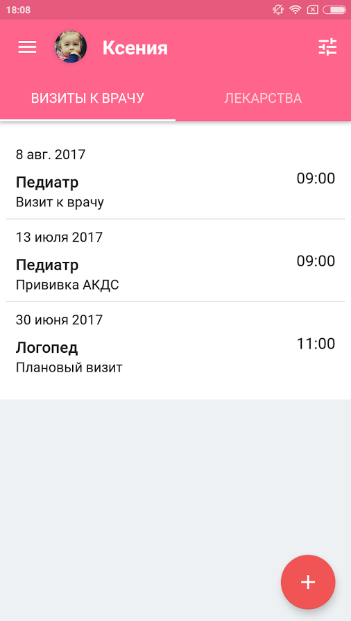 18:08
Ксения
ВИЗИТЫ К ВРАЧУ ЛЕКАРСТВА
8 авг. 2017
Педиатр 09:00
Визит к врачу
13 июля 2017
Педиатр 09:00
Прививка АКДС
30 июня 2017
Логопед 11:00
Плановый визит